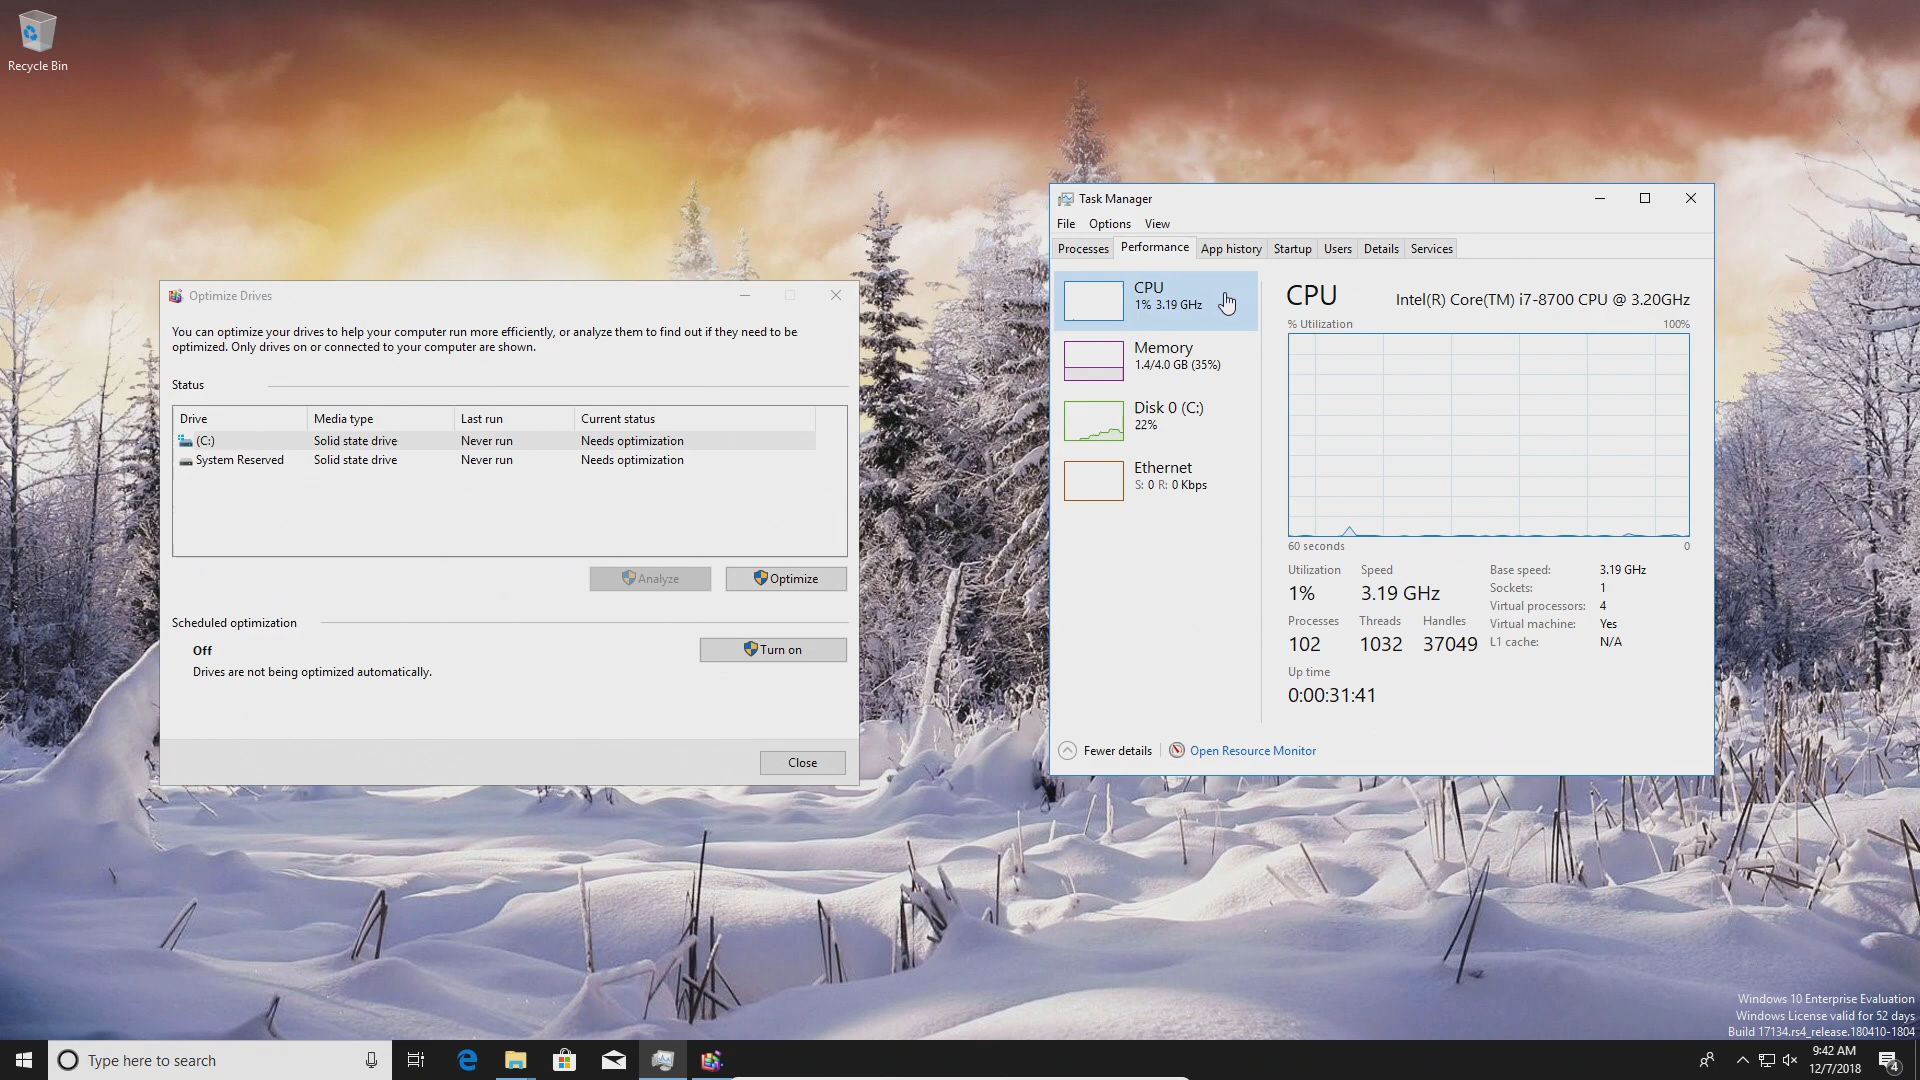 Recycle Bin
Optimize Drives
You can optimize your drives to help your computer run more efficiently, or analyze them to find out if they need to be
optimized. Only drives on or connected to your computer are shown.
Status
Drive Media type Last run Current status
(C:) Solid state drive Never run Needs optimization
System Reserved Solid state drive Never run Needs optimization
Analyze Optimize
Scheduled optimization
Off
Turn on
Drives are not being optimized automatically.
Close
Task Manager
File Options View
Processes Performance App history Startup Users Details Services
CPU
1% 3.19 GHz
Memory
1.4/4.0 GB (35%)
Disk 0 (C:)
22%
Ethernet
S: 0 R: 0 Kbps
CPU Intel(R) Core(TM) i7-8700 CPU @ 3.20GHz
% Utilization 100%
60 seconds 0
Utilization Speed
1% 3.19 GHz
Processes Threads Handles
102 1032 37049
Up time
0:00:31:41
Base speed: 3.19 GHz
Sockets: 1
Virtual processors: 4
Virtual machine: Yes
L1 cache: N/A
Fewer details Open Resource Monitor
Windows 10 Enterprise Evaluation
Windows License valid for 52 days
Build 17134.rs4_release.180410-1804
Type here to search
9:42 AM
12/7/2018
4